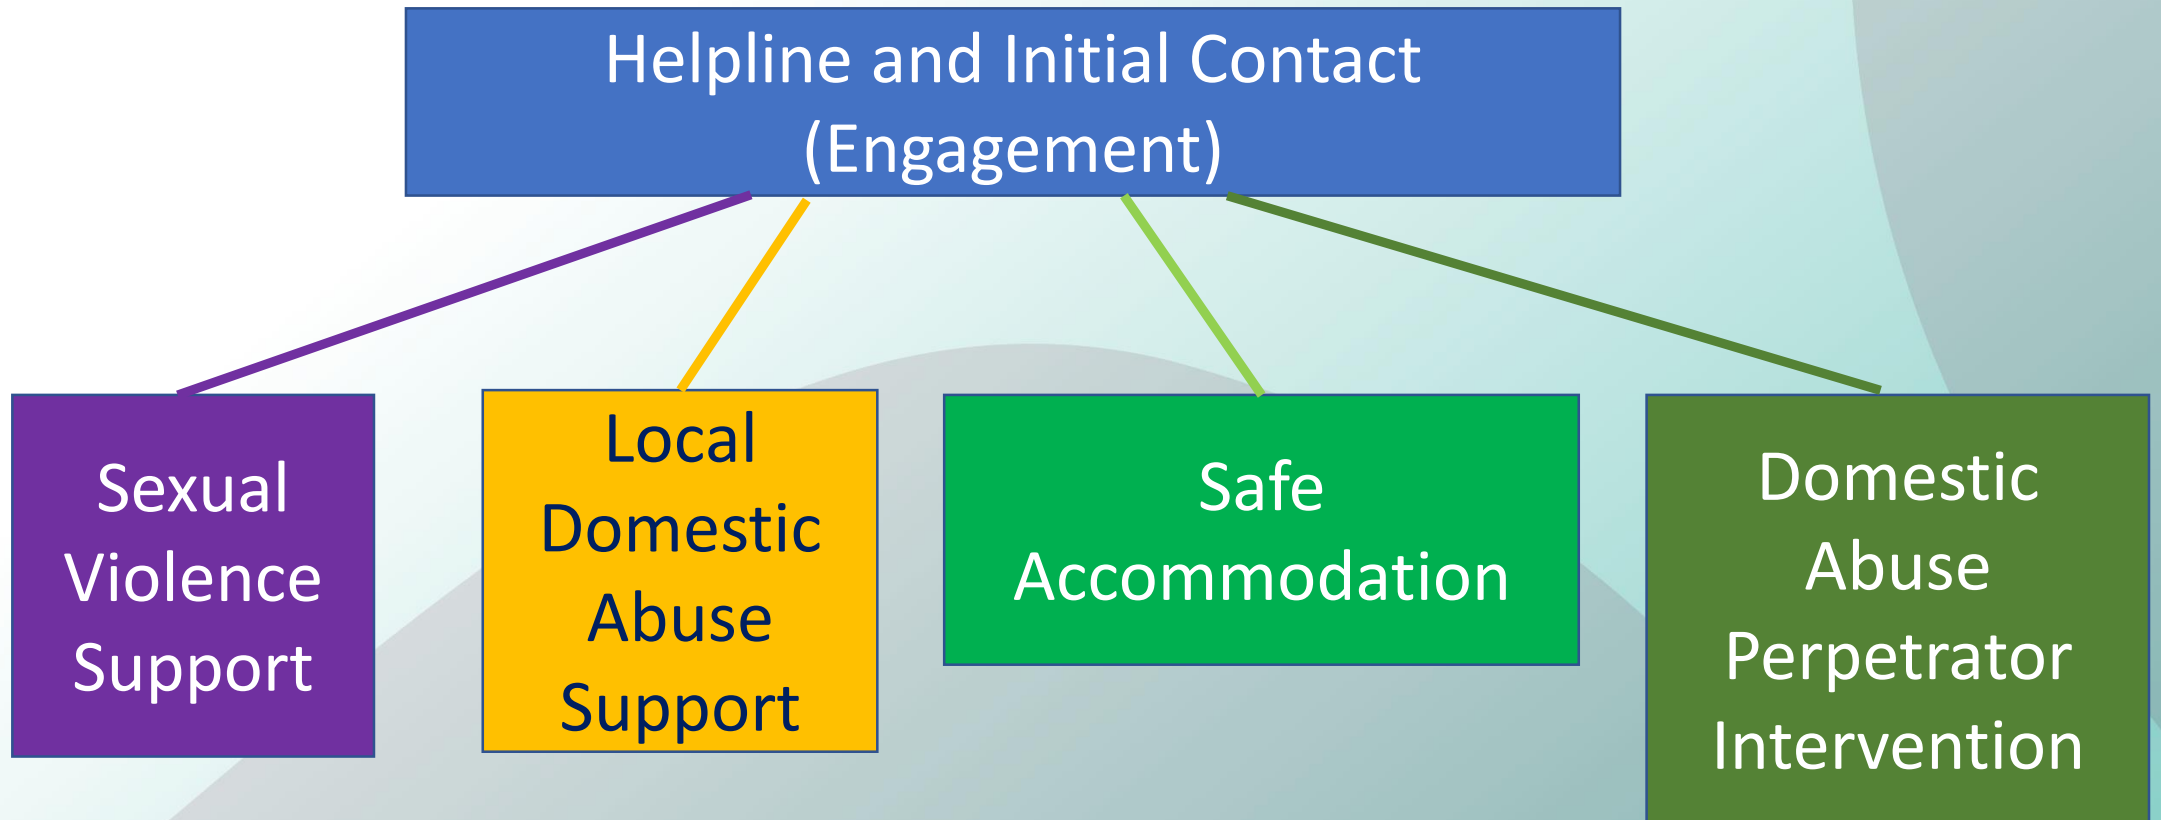 Helpline and Initial Contact
(Engagement)
Sexual
Violence
Support
Local
Domestic
Abuse
Support
Safe
Accommodation
Domestic
Abuse
Perpetrator
Intervention